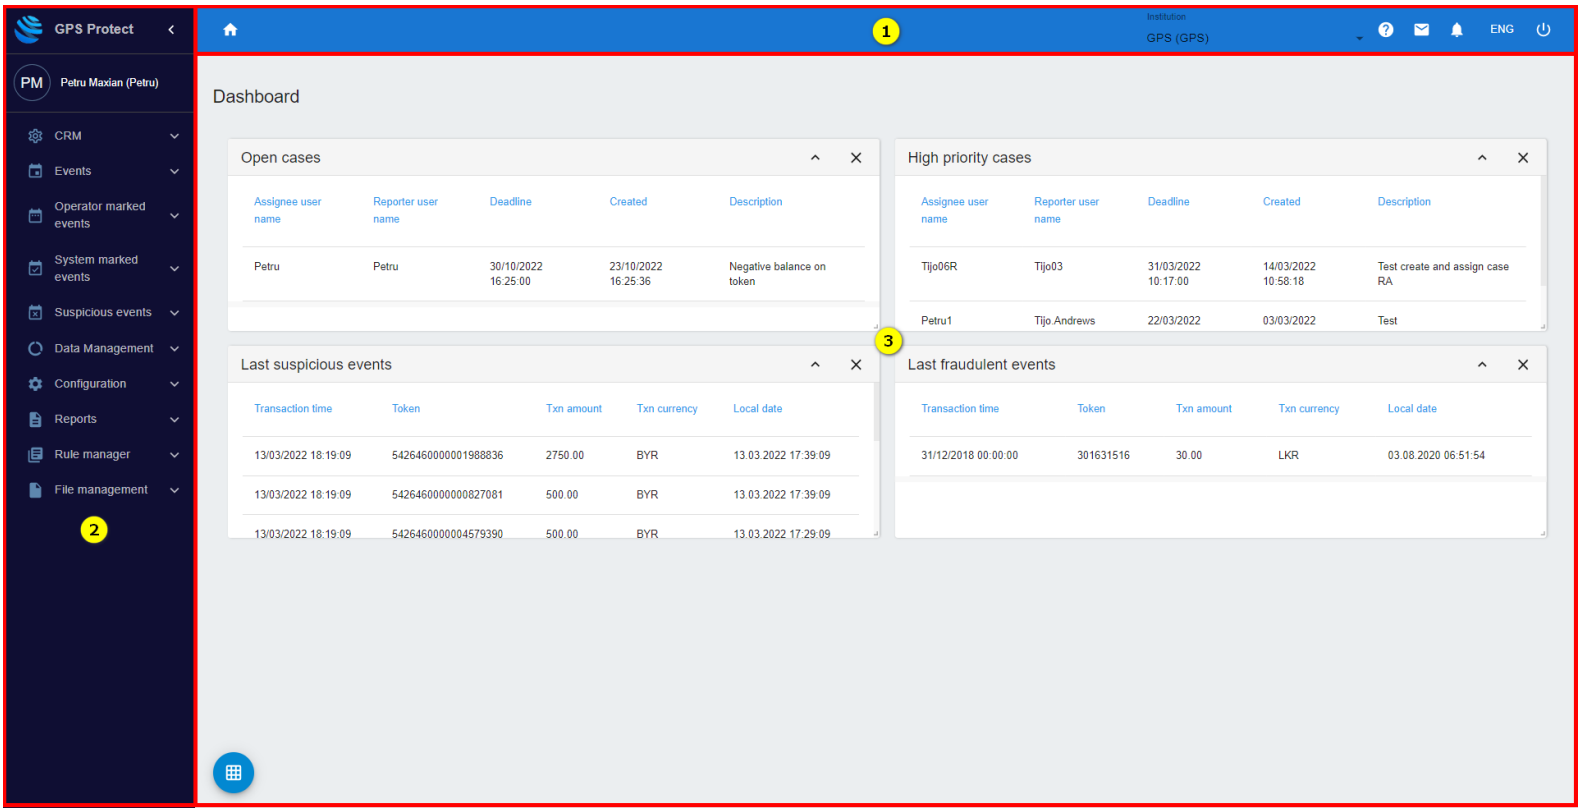 GPS Protect
1
Institution
GPS (GPS)
ENG
PM
Petru Maxian (Petru)
CRM
Events
Operator marked
events
System marked
events
Suspicious events
Data Management
Configuration
Reports
Rule manager
File management
2
Dashboard
Open cases
Assignee user
name
Reporter user
name
Deadline
Created
Description
Petru
Petru
30/10/2022
16:25:00
23/10/2022
16:25:36
Negative balance on
token
High priority cases
Assignee user
name
Reporter user
name
Deadline
Created
Description
Tijo06R
Tijo03
31/03/2022
10:17:00
14/03/2022
10:58:18
Test create and assign case
RA
Petru1
Tijo.Andrews
22/03/2022
03/03/2022
Test
3
Last suspicious events
Transaction time
Token
Txn amount
Txn currency
Local date
13/03/2022 18:19:09
5426460000001988836
2750.00
BYR
13.03.2022 17:39:09
13/03/2022 18:19:09
5426460000000827081
500.00
BYR
13.03.2022 17:39:09
13/03/2022 18:19:09
5426460000004579390
500.00
BYR
13.03.2022 17:29:09
Last fraudulent events
Transaction time
Token
Txn amount
Txn currency
Local date
31/12/2018 00:00:00
301631516
30.00
LKR
03.08.2020 06:51:54